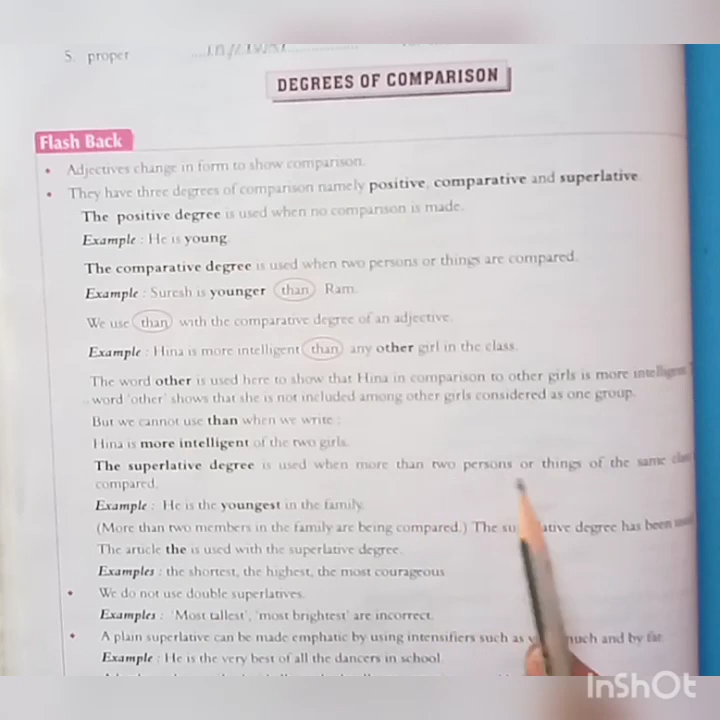 5. proper
DEGREES OF COMPARISON
Flash Back
• Adjectives change in form to show comparison.
• They have three degrees of comparison namely positive, comparative and superlative.
The positive degree is used when no comparison is made.
Example : He is young.
The comparative degree is used when two persons or things are compared.
Example : Suresh is younger than Ram.
We use than with the comparative degree of an adjective.
Example : Hina is more intelligent than any other girl in the class.
The word other is used here to show that Hina in comparison to other girls is more intelligent
word 'other' shows that she is not included among other girls considered as one group.
But we cannot use than when we write :
Hina is more intelligent of the two girls.
The superlative degree is used when more than two persons or things of the same
compared.
Example : He is the youngest in the family.
(More than two members in the family are being compared.) The degree has been
The article the is used with the superlative degree.
Examples : the shortest, the highest, the most courageous
• We do not use double superlatives.
Examples : 'Most tallest', 'most brightest' are incorrect.
• A plain superlative can be made emphatic by using intensifiers such as much and by far.
Example : He is the very best of all the dancers in school.
InShOt